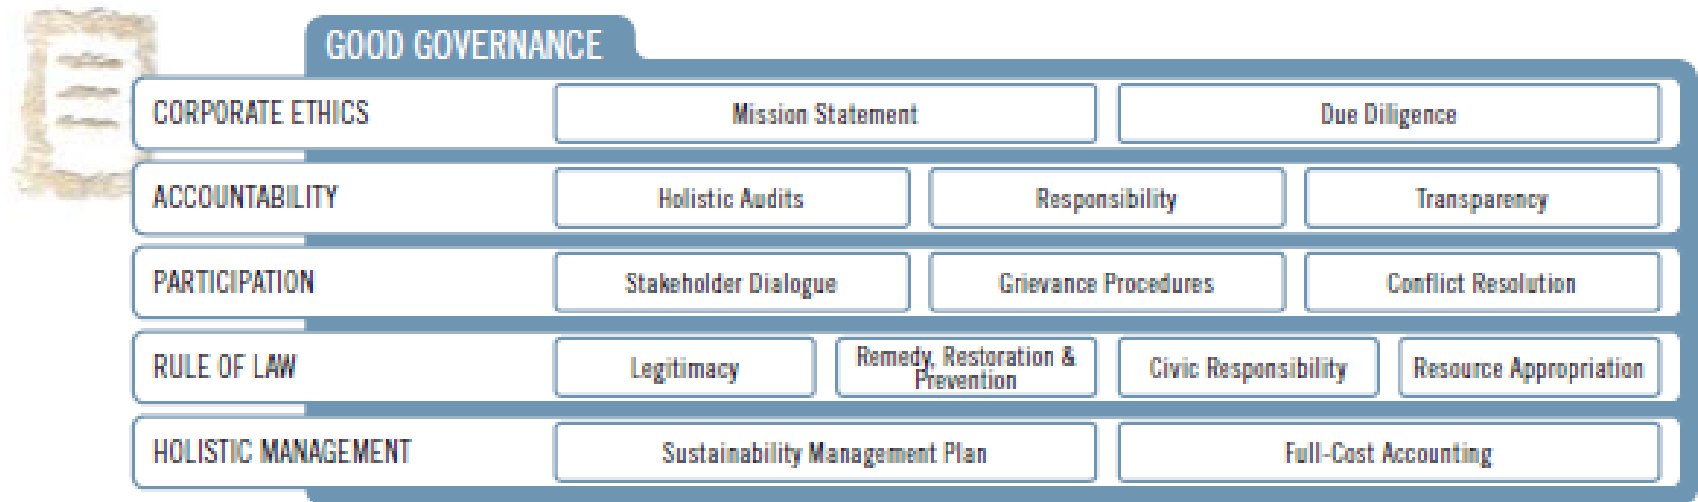 GOOD GOVERNANCE
CORPORATE ETHICS Mission Statement Due Diligence
ACCOUNTABILITY Holistic Audits Responsibility Transparency
PARTICIPATION Stakeholder Dialogue Grievance Procedures Conflict Resolution
RULE OF LAW Legitimacy Remedy, Restoration &
Prevention Civic Responsibility Resource Appropriation
HOLISTIC MANAGEMENT Sustainability Management Plan Full-Cost Accounting